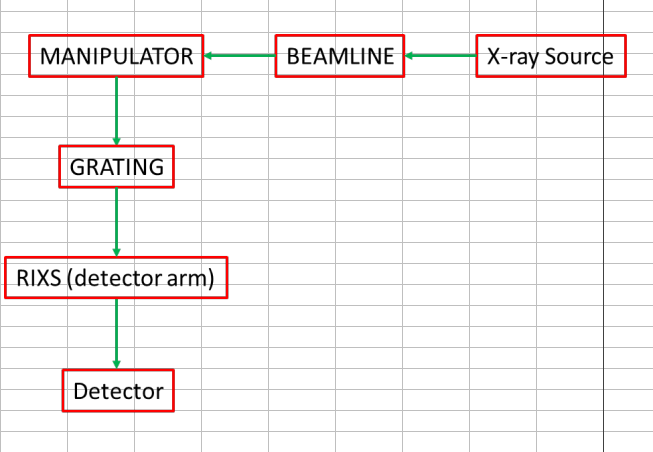 MANIPULATOR
BEAMLINE
X-ray Source
GRATING
RIXS (detector arm)
Detector